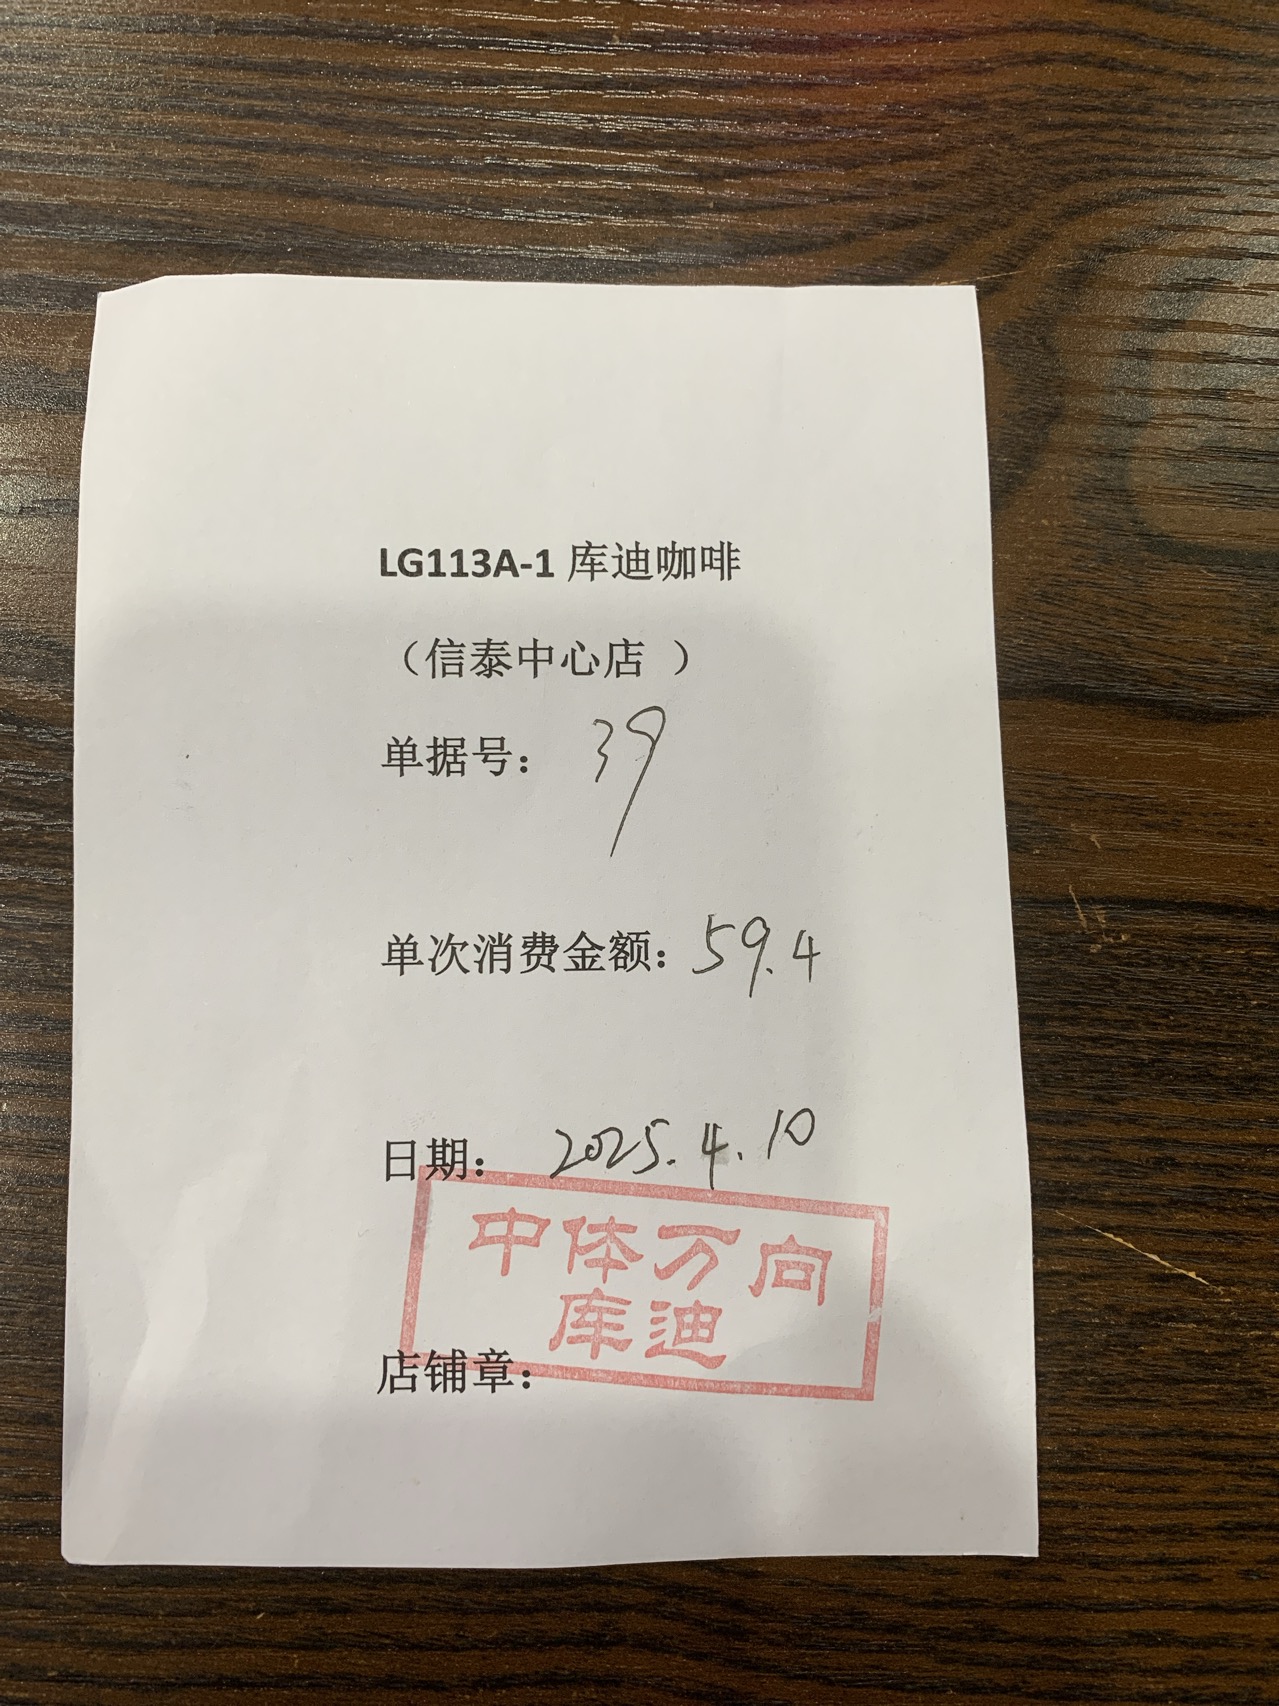 LG113A-1 库迪咖啡
（信泰中心店 ）
单据号： 39
单次消费金额：59.4
日期： 2025.4.10
中体万向
库迪
店铺章：